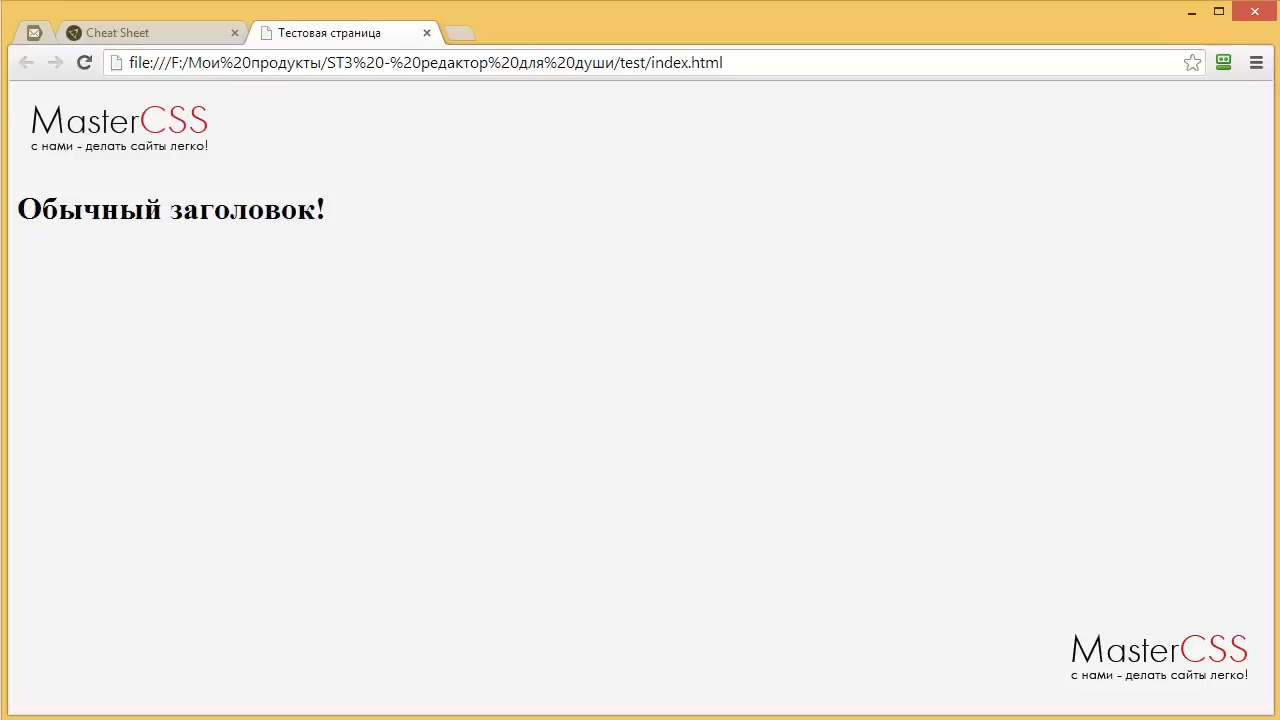 Cheat Sheet
Тестовая страница
file:///F:/Мои%20продукты/ST3%20-%20редактор%20для%20души/test/index.html
MasterCSS
с нами - делать сайты легко!
Обычный заголовок!
MasterCSS
с нами - делать сайты легко!